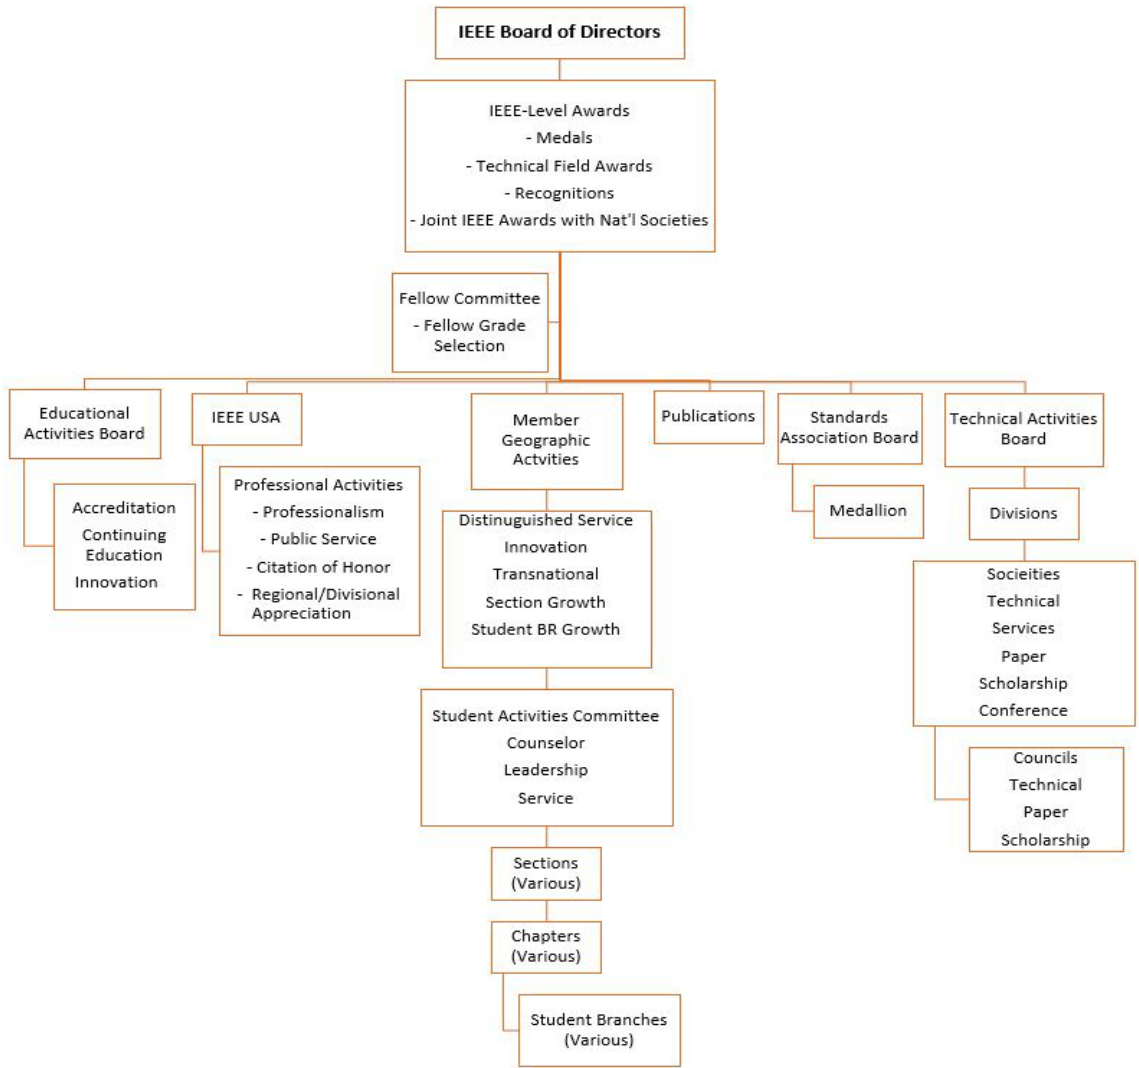 IEEE Board of Directors
IEEE-Level Awards
- Medals
- Technical Field Awards
- Recognitions
- Joint IEEE Awards with Nat'l Societies
Fellow Committee
- Fellow Grade
Selection
Educational
Activities Board
Accreditation
Continuing
Education
Innovation
IEEE USA
Professional Activities
- Professionalism
- Public Service
- Citation of Honor
- Regional/Divisional
Appreciation
Member
Geographic
Actvities
Distinuguished Service
Innovation
Transnational
Section Growth
Student BR Growth
Student Activities Committee
Counselor
Leadership
Service
Sections
(Various)
Chapters
(Various)
Student Branches
(Various)
Publications
Standards
Association Board
Medallion
Technical Activities
Board
Divisions
Socieities
Technical
Services
Paper
Scholarship
Conference
Councils
Technical
Paper
Scholarship